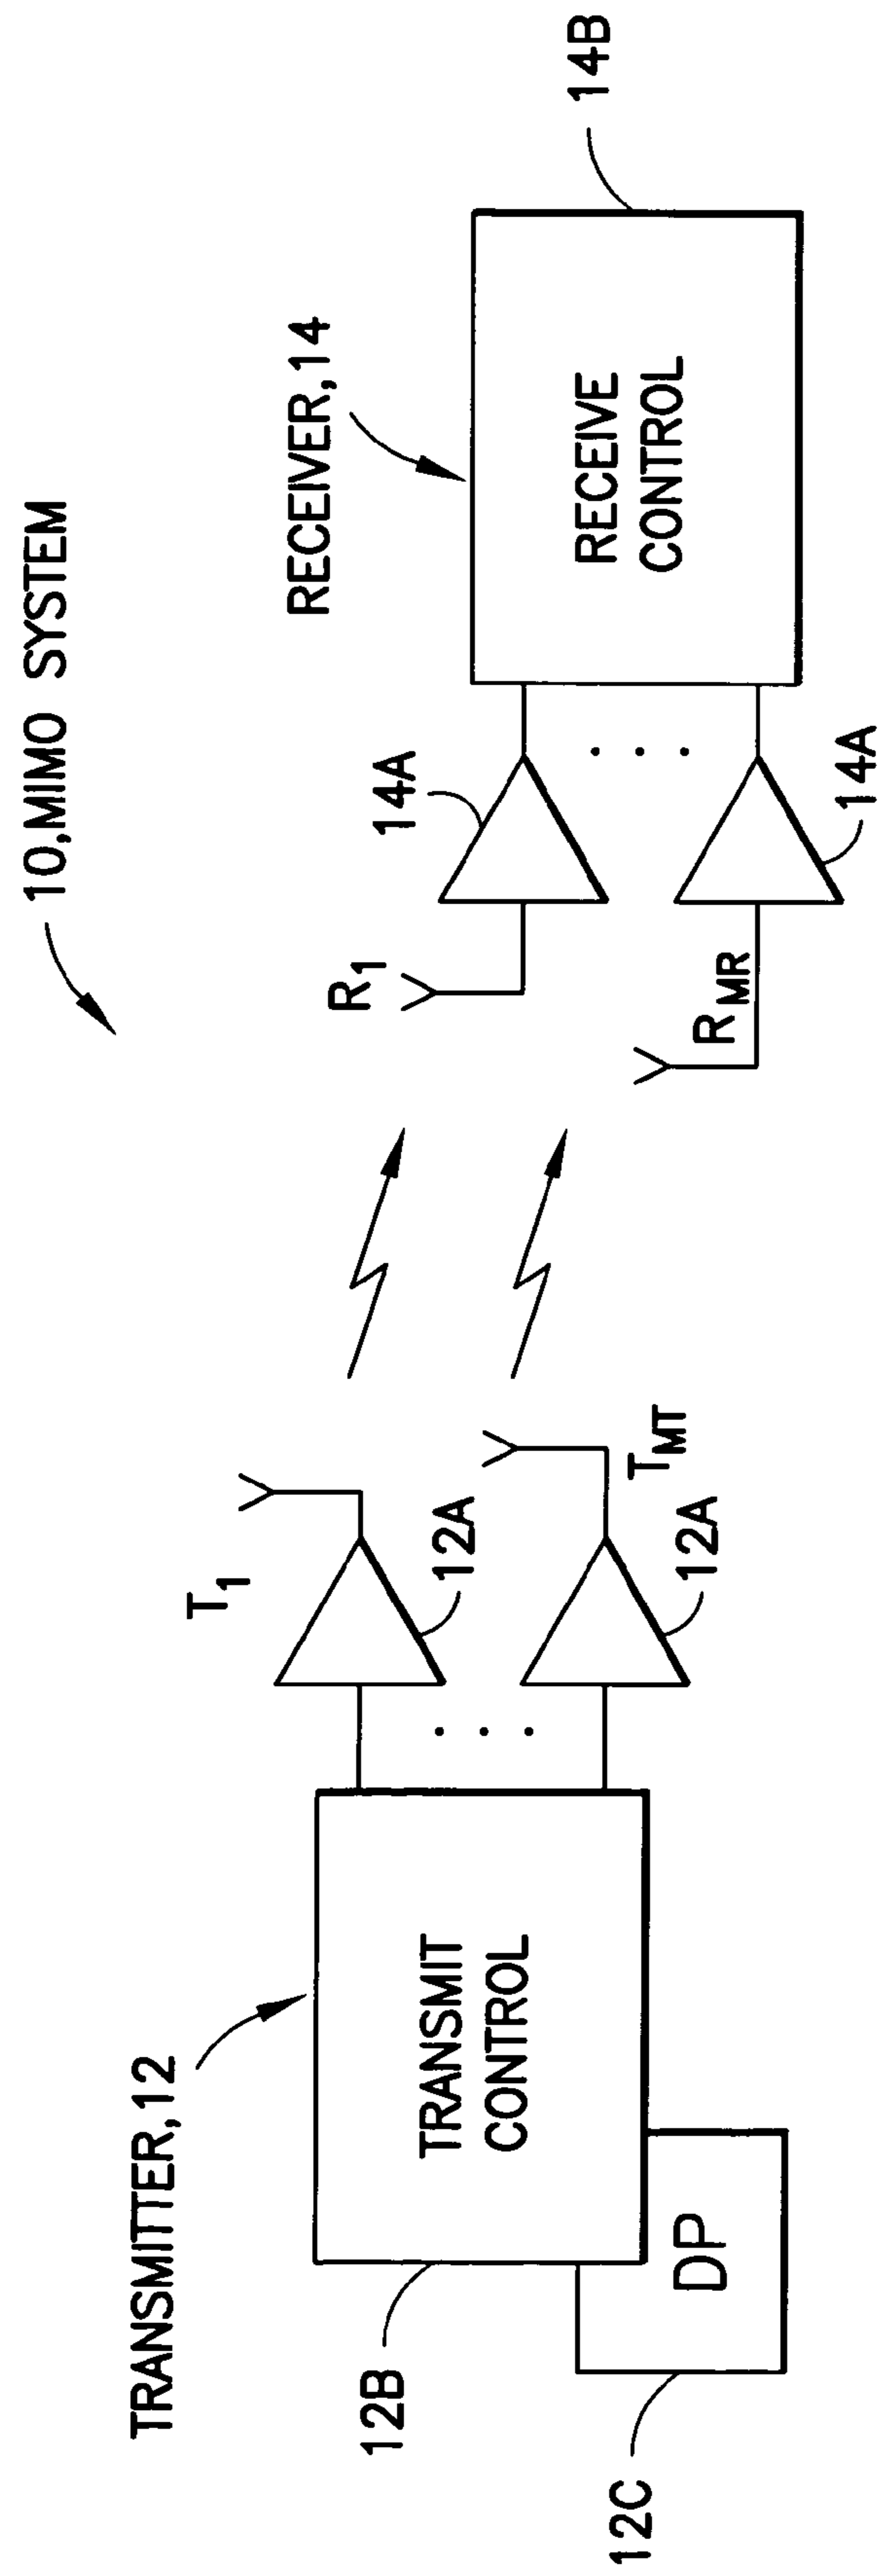 10,MIMO SYSTEM
TRANSMITTER,12
12B
TRANSMIT
CONTROL
12C
DP
T1
12A
TMT
12A
RECEIVER,14
R1
14A
RMR
14A
RECEIVE
CONTROL
14B